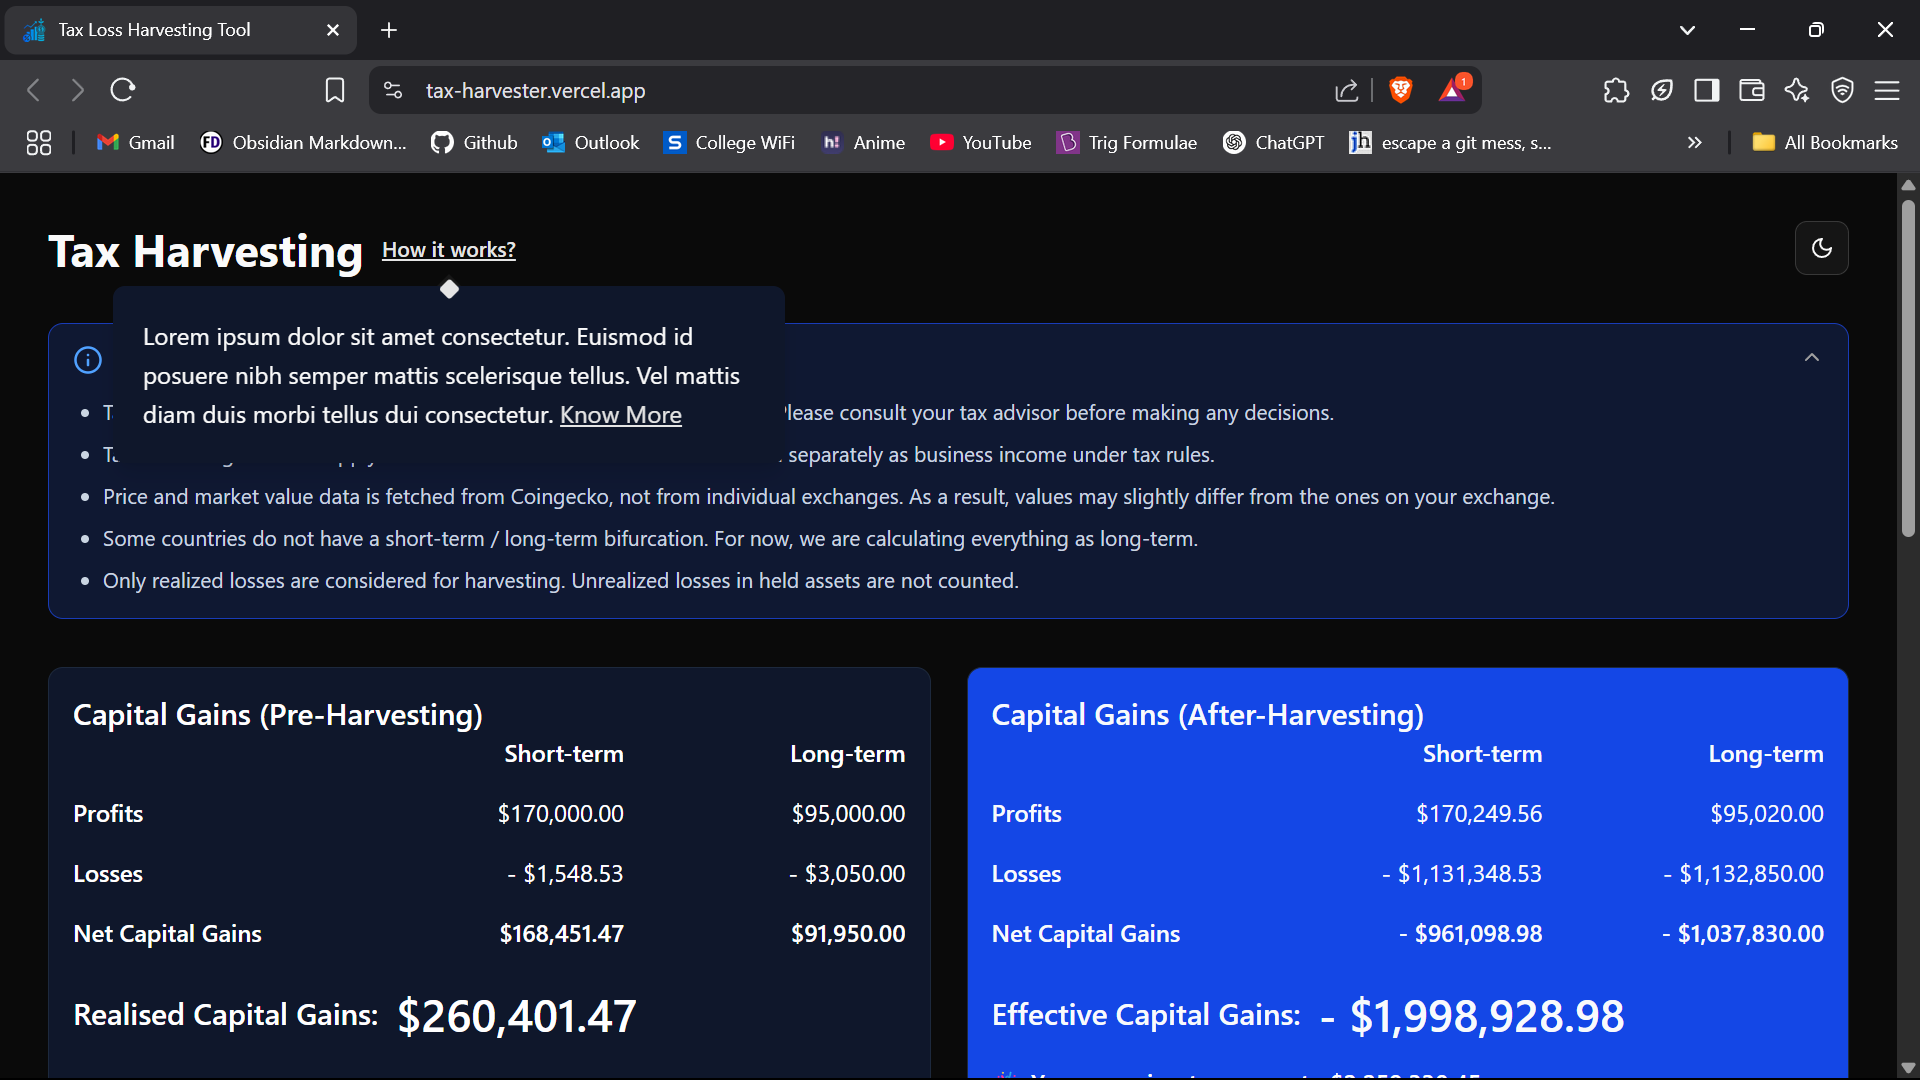 Tax Loss Harvesting Tool
tax-harvester.vercel.app
1
Gmail
Obsidian Markdown...
Github
Outlook
College WiFi
Anime
YouTube
Trig Formulae
ChatGPT
escape a git mess, s...
All Bookmarks
Tax Harvesting
How it works?
Lorem ipsum dolor sit amet consectetur. Euismod id
posuere nibh semper mattis scelerisque tellus. Vel mattis
diam duis morbi tellus dui consectetur. Know More
Please consult your tax advisor before making any decisions.
separately as business income under tax rules.
• Price and market value data is fetched from Coingecko, not from individual exchanges. As a result, values may slightly differ from the ones on your exchange.
• Some countries do not have a short-term / long-term bifurcation. For now, we are calculating everything as long-term.
• Only realized losses are considered for harvesting. Unrealized losses in held assets are not counted.
Capital Gains (Pre-Harvesting)
Short-term Long-term
Profits $170,000.00 $95,000.00
Losses - $1,548.53 - $3,050.00
Net Capital Gains $168,451.47 $91,950.00
Realised Capital Gains: $260,401.47
Capital Gains (After-Harvesting)
Short-term Long-term
Profits $170,249.56 $95,020.00
Losses - $1,131,348.53 - $1,132,850.00
Net Capital Gains - $961,098.98 - $1,037,830.00
Effective Capital Gains: - $1,998,928.98